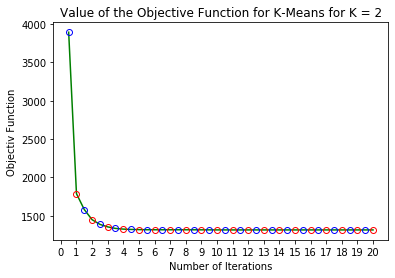 Value of the Objective Function for K-Means for K = 2
4000
3500
3000
2500
2000
1500
Objectiv Function
0 1 2 3 4 5 6 7 8 9 10 11 12 13 14 15 16 17 18 19 20
Number of Iterations